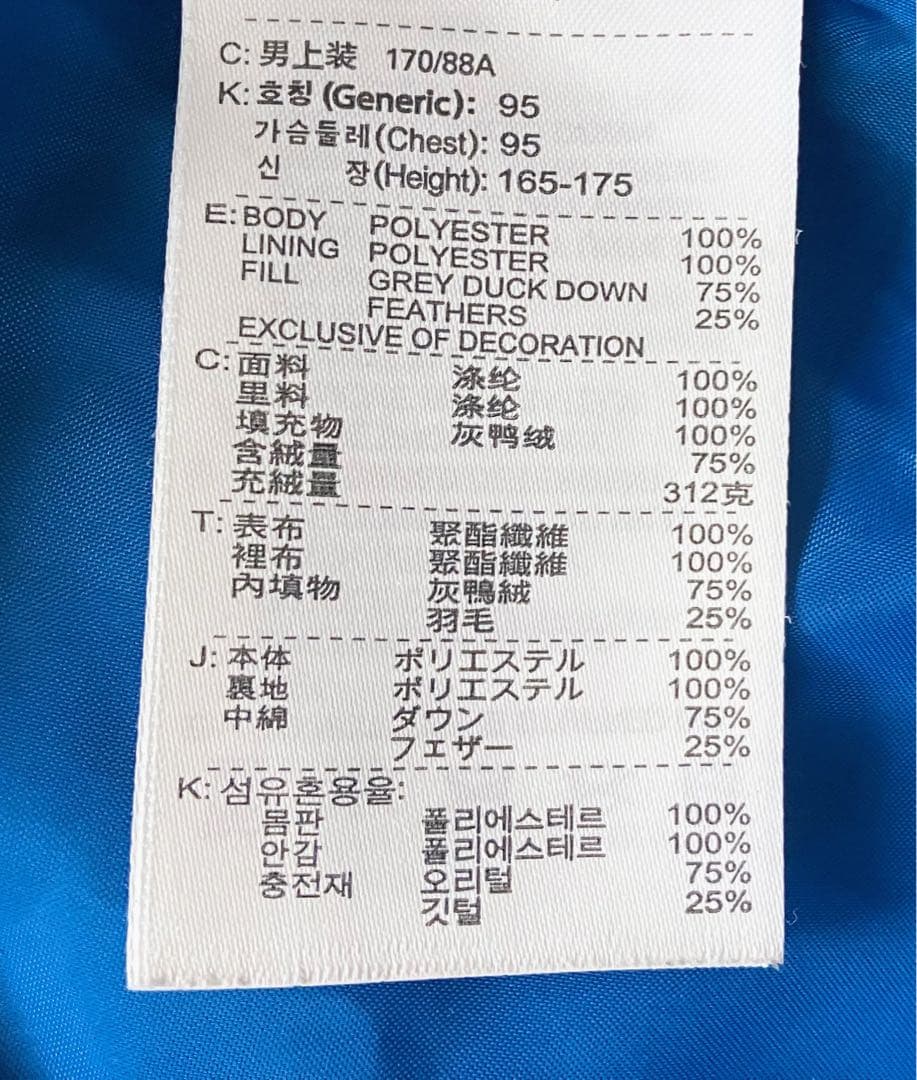 C: 男上装 170/88A
K: 호칭 (Generic): 95
가슴둘레(Chest): 95
신 장(Height): 165-175
E: BODY POLYESTER 100%
LINING POLYESTER 100%
FILL GREY DUCK DOWN 75%
FEATHERS 25%
EXCLUSIVE OF DECORATION
C: 面料 涤纶 100%
里料 涤纶 100%
填充物 灰鸭绒 100%
含絨量 75%
充絨量 312克
T: 表布 聚酯纖維 100%
裡布 聚酯纖維 100%
內填物 灰鴨絨 75%
羽毛 25%
J: 本体 ポリエステル 100%
裏地 ポリエステル 100%
中綿 ダウン 75%
フェザー 25%
K: 섬유혼용율:
몸판 폴리에스테르 100%
안감 폴리에스테르 100%
충전재 오리털 75%
깃털 25%